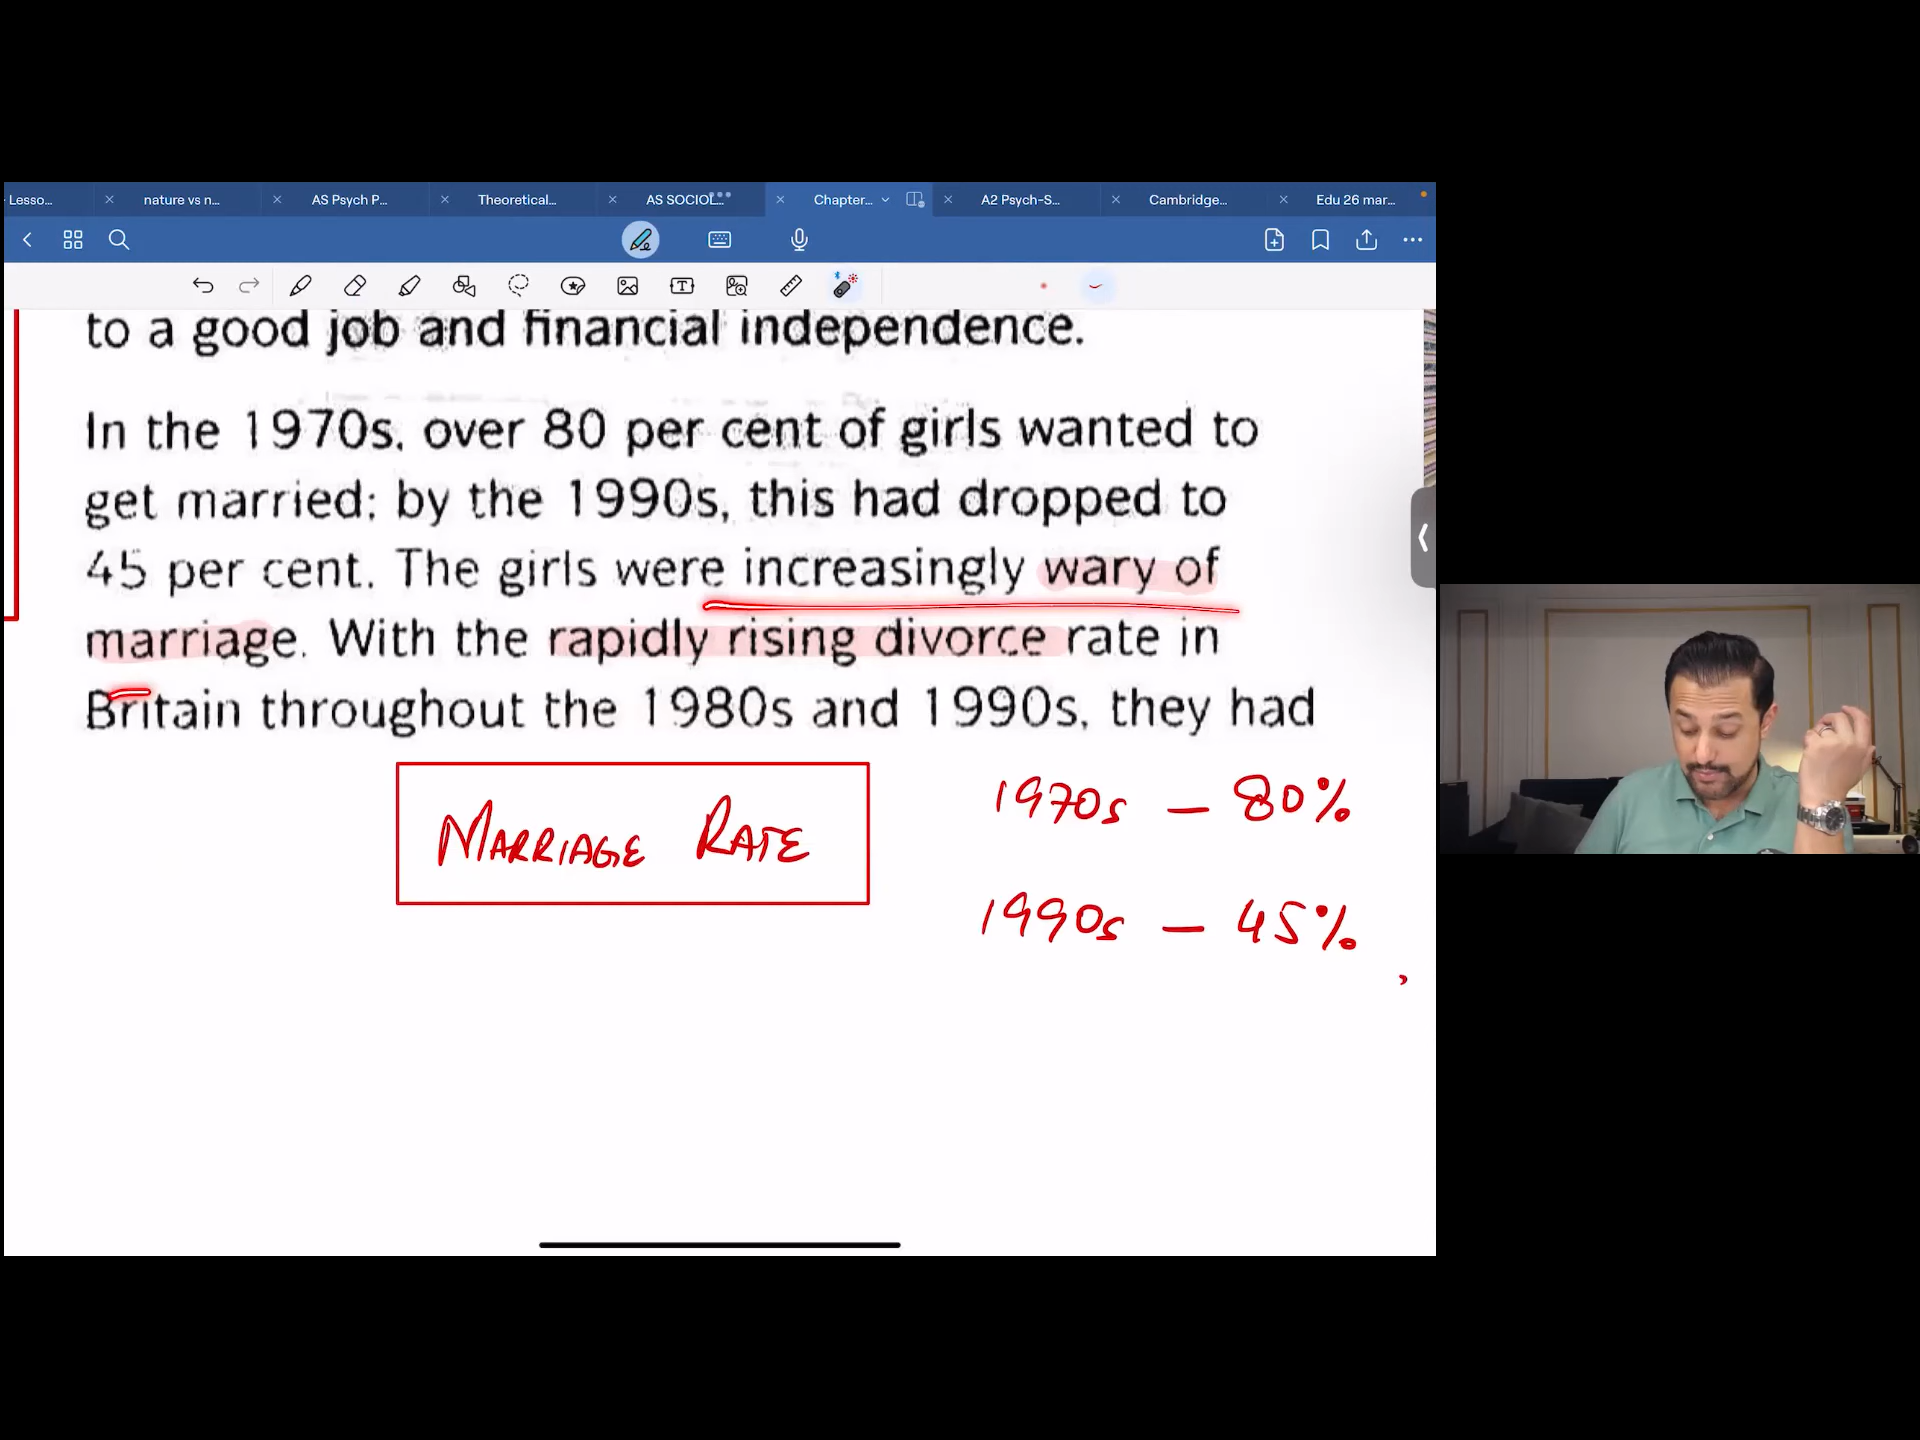 Lesso...
nature vs n...
AS Psych P...
Theoretical...
AS SOCIOL...
Chapter...
A2 Psych-S...
Cambridge...
Edu 26 mar...
to a good job and financial independence.
In the 1970s, over 80 per cent of girls wanted to
get married; by the 1990s, this had dropped to
45 per cent. The girls were increasingly wary of
marriage. With the rapidly rising divorce rate in
Britain throughout the 1980s and 1990s, they had
MARRIAGE RATE
1970s — 80%
1990s — 45%